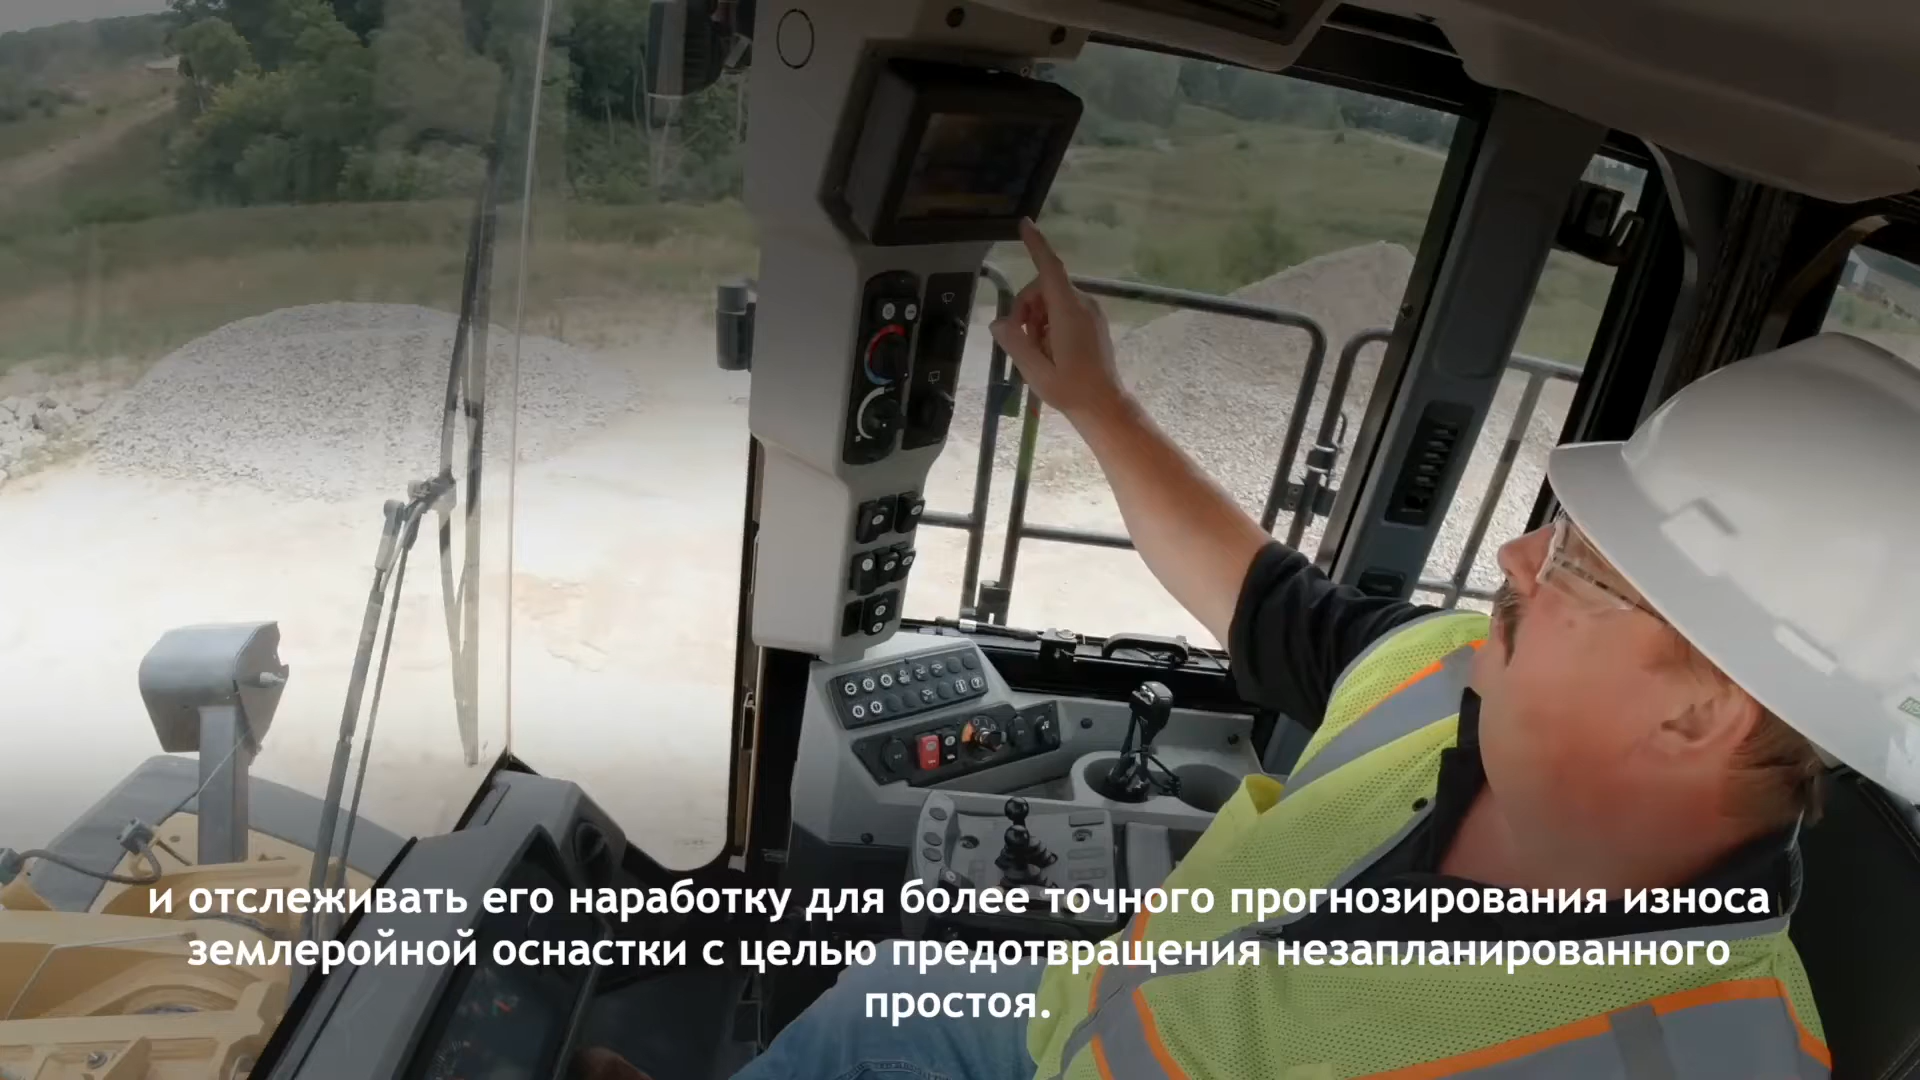 и отслеживать его наработку для более точного прогнозирования износа
землеройной оснастки с целью предотвращения незапланированного
простоя.